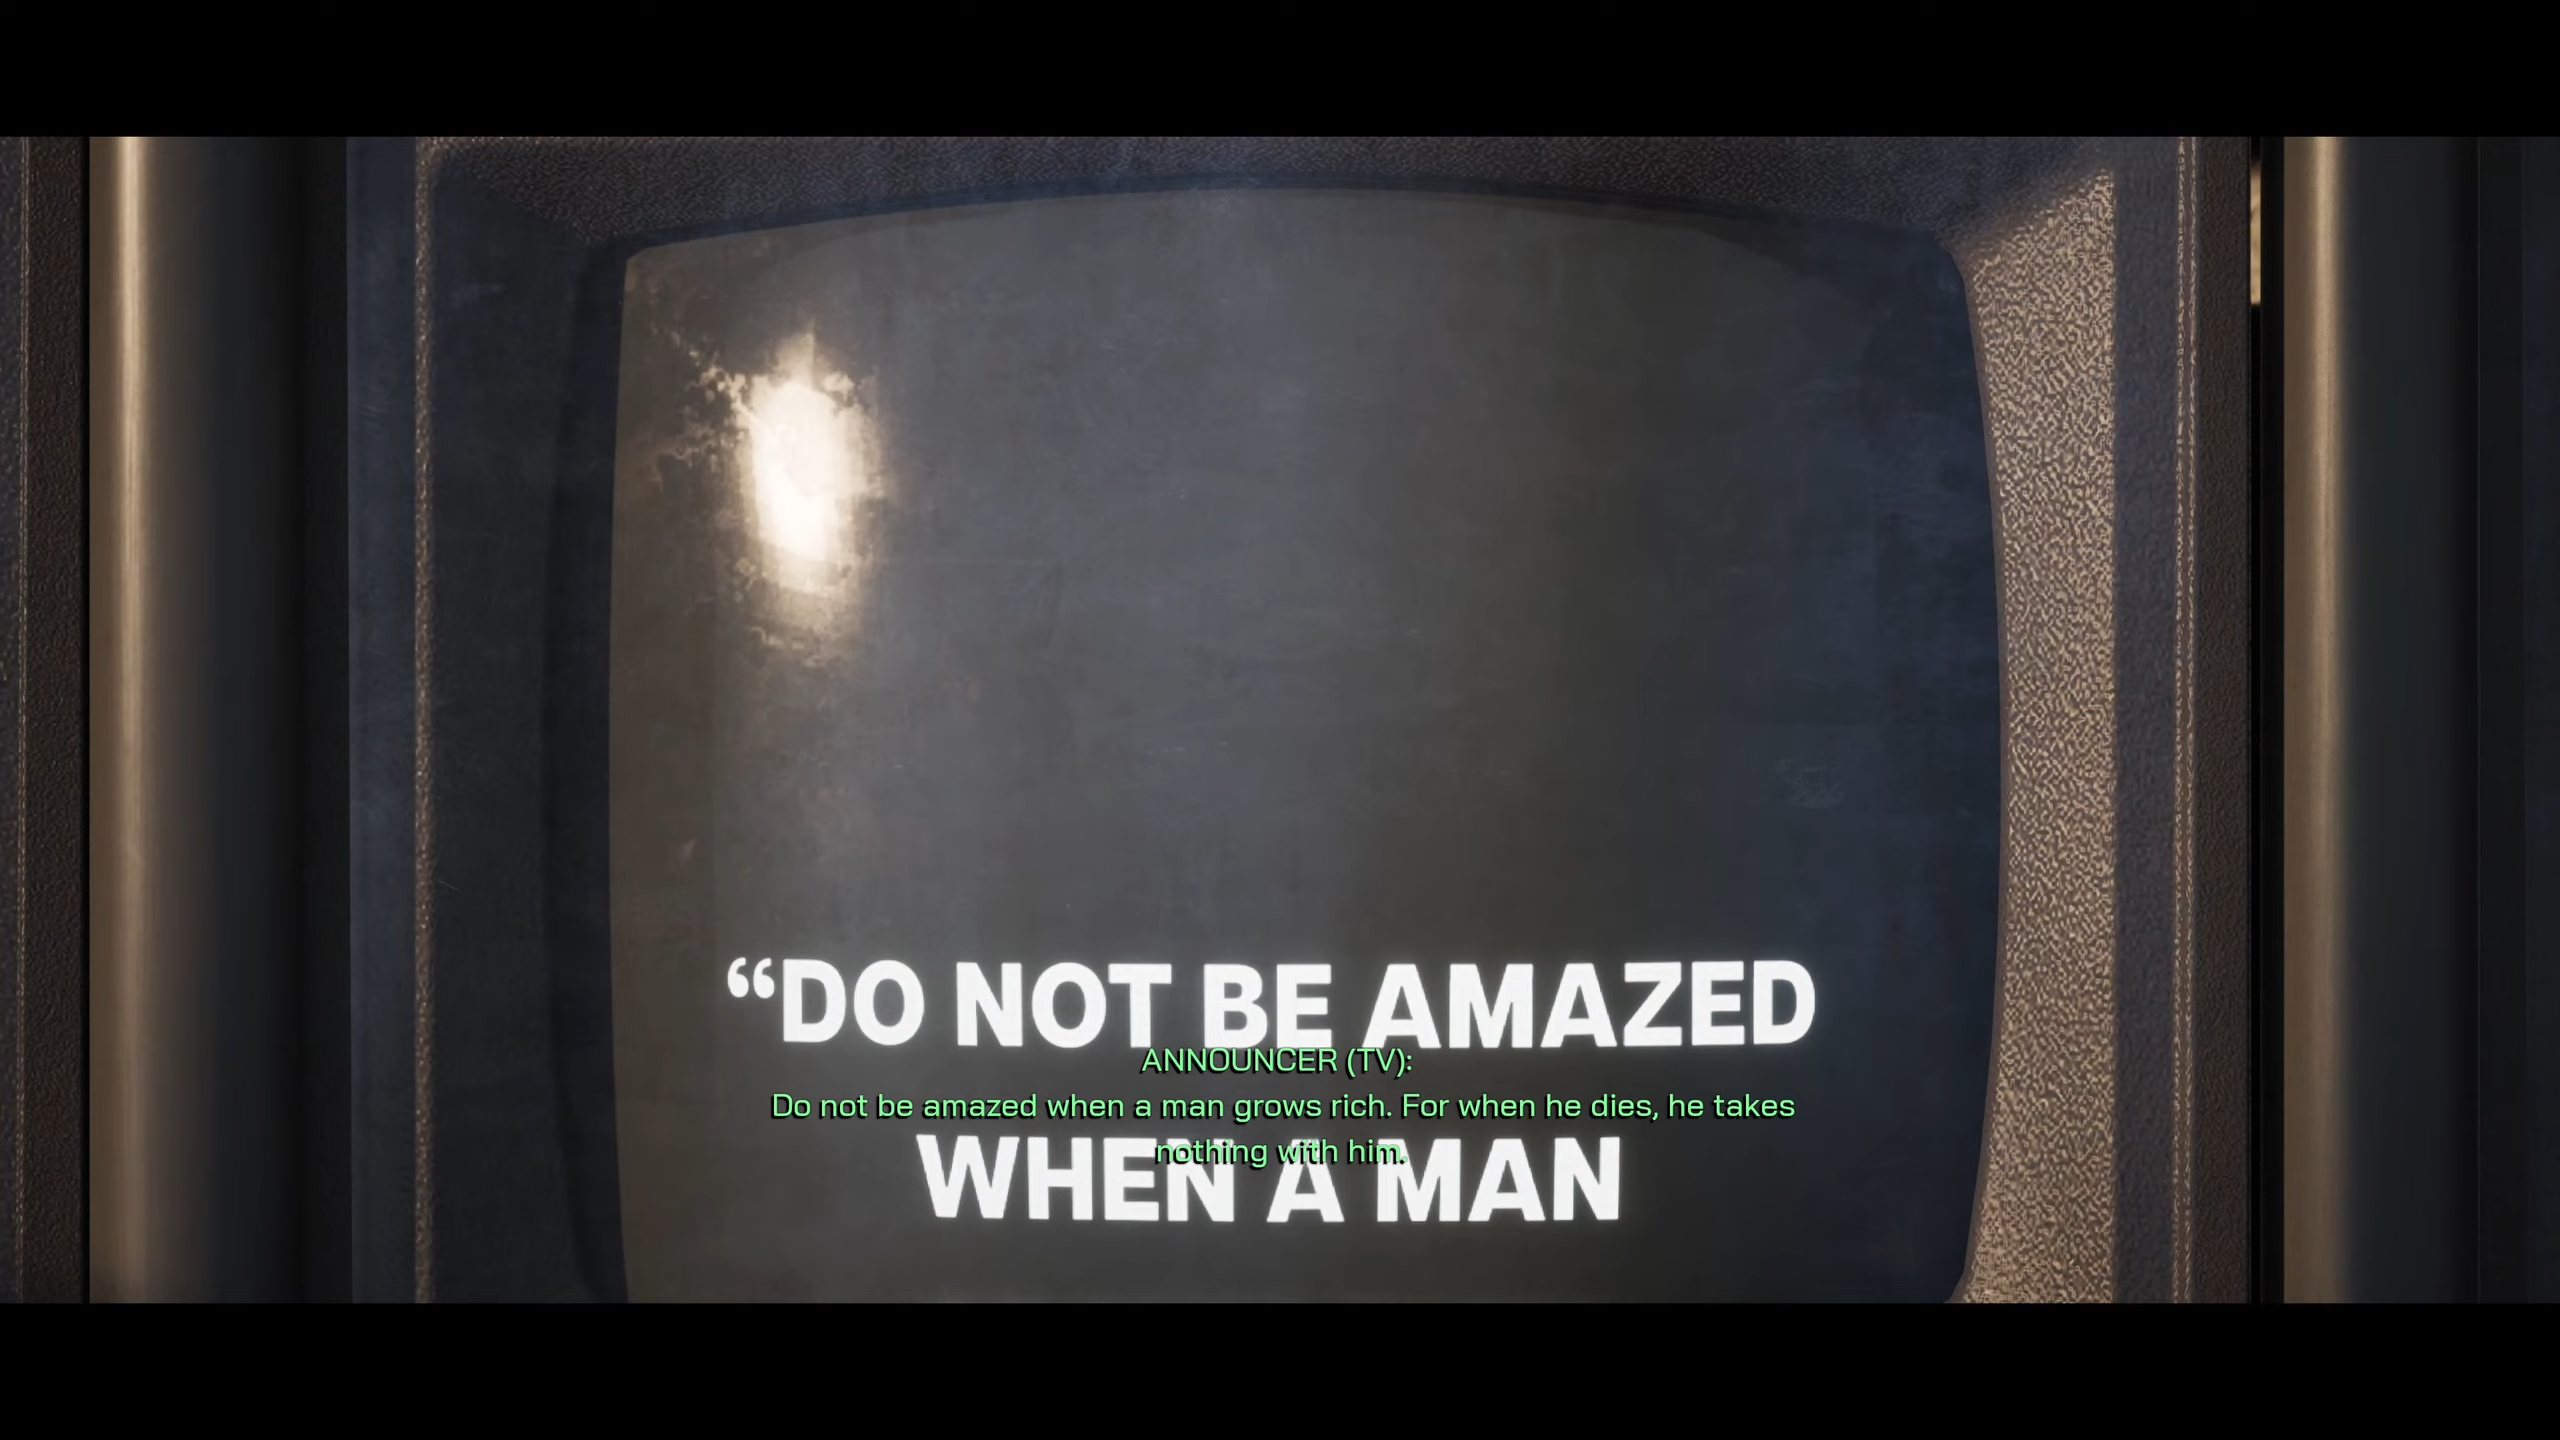 “DO NOT BE AMAZED
ANNOUNCER (TV):
Do not be amazed when a man grows rich. For when he dies, he takes
nothing with him.
WHEN A MAN